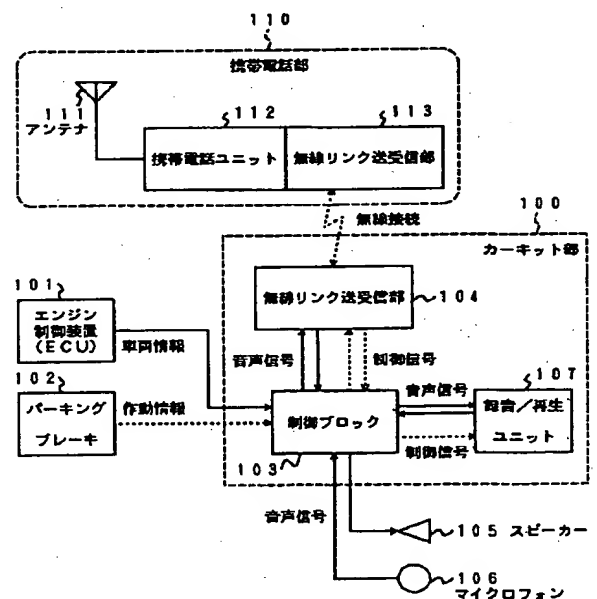 110
携帯電話部
111
アンテナ
112
113
携帯電話ユニット
無線リンク送受信部
無線接続
100
カーキット部
101
エンジン
制御装置
(ECU)
無線リンク送受信部
104
車両情報
音声信号
制御信号
102
パーキング
ブレーキ
作動情報
制御ブロック
103
音声信号
107
録音/再生
ユニット
制御信号
音声信号
105 スピーカー
106
マイクロフォン